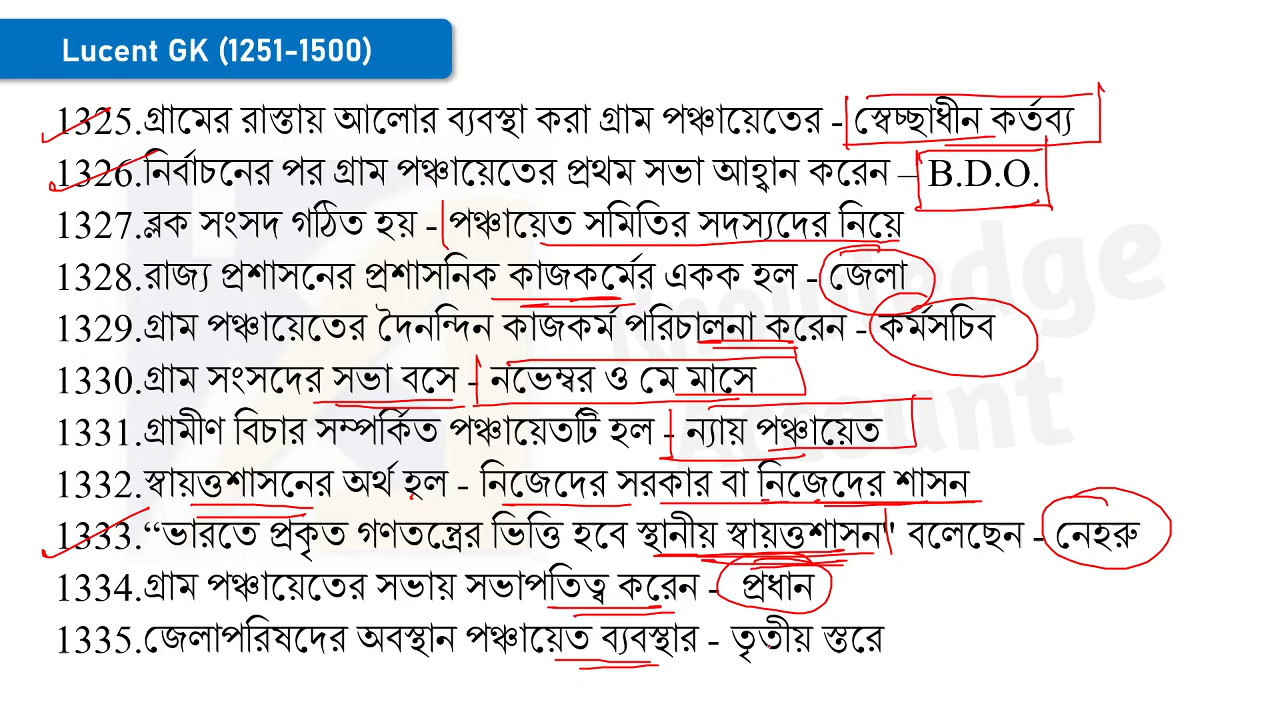 Lucent GK (1251-1500)
1325.গ্রামের রাস্তায় আলোর ব্যবস্থা করা গ্রাম পঞ্চায়েতের - স্বেচ্ছাধীন কর্তব্য
1326.নির্বাচনের পর গ্রাম পঞ্চায়েতের প্রথম সভা আহ্বান করেন – B.D.O.
1327.ব্লক সংসদ গঠিত হয় - পঞ্চায়েত সমিতির সদস্যদের নিয়ে
1328.রাজ্য প্রশাসনের প্রশাসনিক কাজকর্মের একক হল - জেলা
1329.গ্রাম পঞ্চায়েতের দৈনন্দিন কাজকর্ম পরিচালনা করেন - কর্মসচিব
1330.গ্রাম সংসদের সভা বসে - নভেম্বর ও মে মাসে
1331.গ্রামীণ বিচার সম্পর্কিত পঞ্চায়েতটি হল - ন্যায় পঞ্চায়েত
1332.স্বায়ত্তশাসনের অর্থ হল - নিজেদের সরকার বা নিজেদের শাসন
1333.“ভারতে প্রকৃত গণতন্ত্রের ভিত্তি হবে স্থানীয় স্বায়ত্তশাসন" বলেছেন - নেহরু
1334.গ্রাম পঞ্চায়েতের সভায় সভাপতিত্ব করেন - প্রধান
1335.জেলাপরিষদের অবস্থান পঞ্চায়েত ব্যবস্থার - তৃতীয় স্তরে
Knowledge
Account